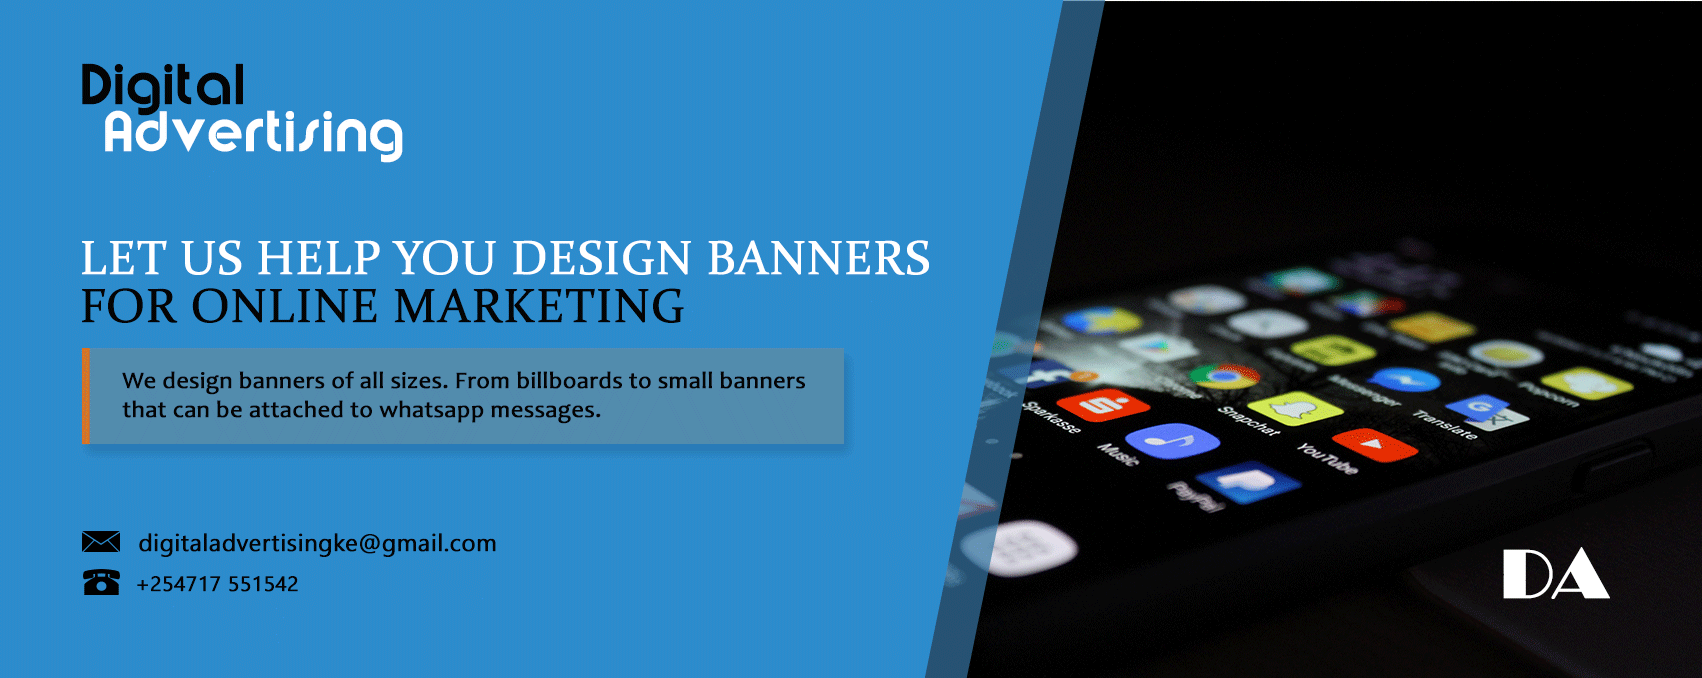 Digital
Advertising
LET US HELP YOU DESIGN BANNERS
FOR ONLINE MARKETING
We design banners of all sizes. From billboards to small banners
that can be attached to whatsapp messages.
digitaladvertisingke@gmail.com
+254717 551542
Popcorn
Messenger
Translate
Chrome
Snapchat
YouTube
Sparkasse
Music
PayPal
DA